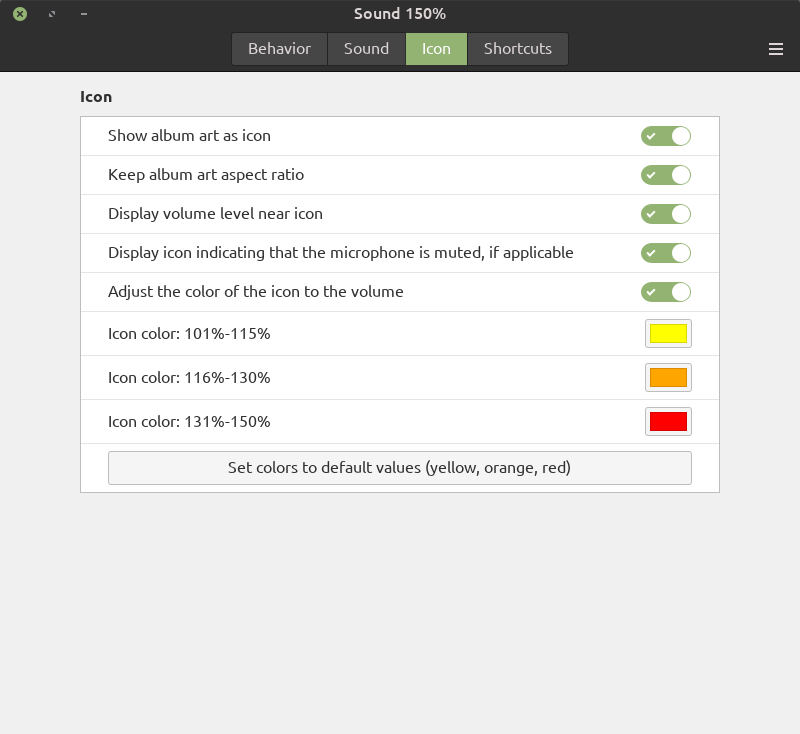 Sound 150%
Behavior Sound Icon Shortcuts
Icon
Show album art as icon
Keep album art aspect ratio
Display volume level near icon
Display icon indicating that the microphone is muted, if applicable
Adjust the color of the icon to the volume
Icon color: 101%-115%
Icon color: 116%-130%
Icon color: 131%-150%
Set colors to default values (yellow, orange, red)